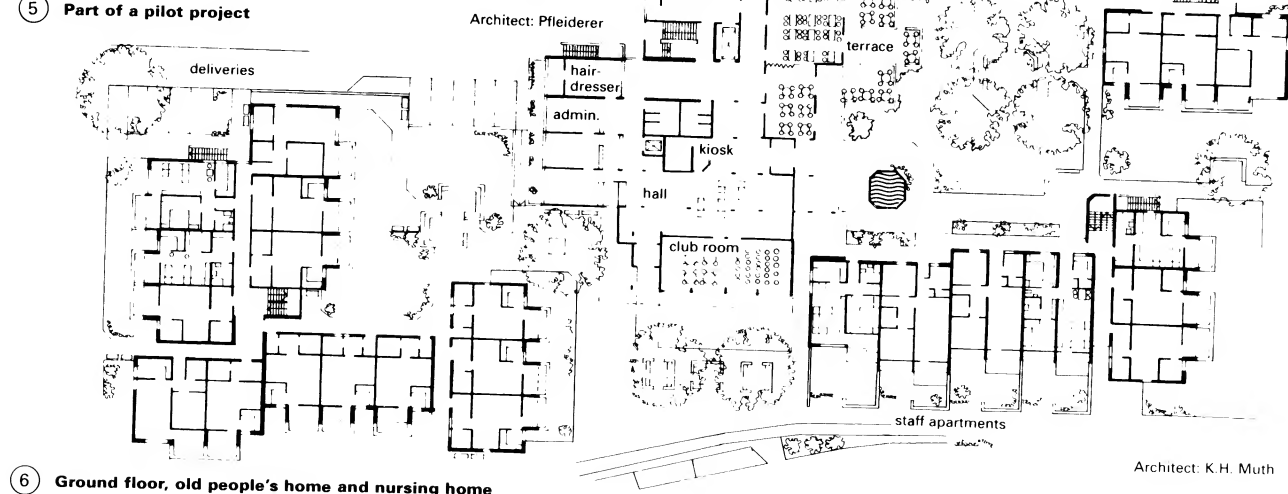 5 Part of a pilot project
Architect: Pfleiderer
terrace
deliveries
hair-
dresser
admin.
kiosk
hall
club room
staff apartments
Architect: K.H. Muth
6 Ground floor, old people's home and nursing home